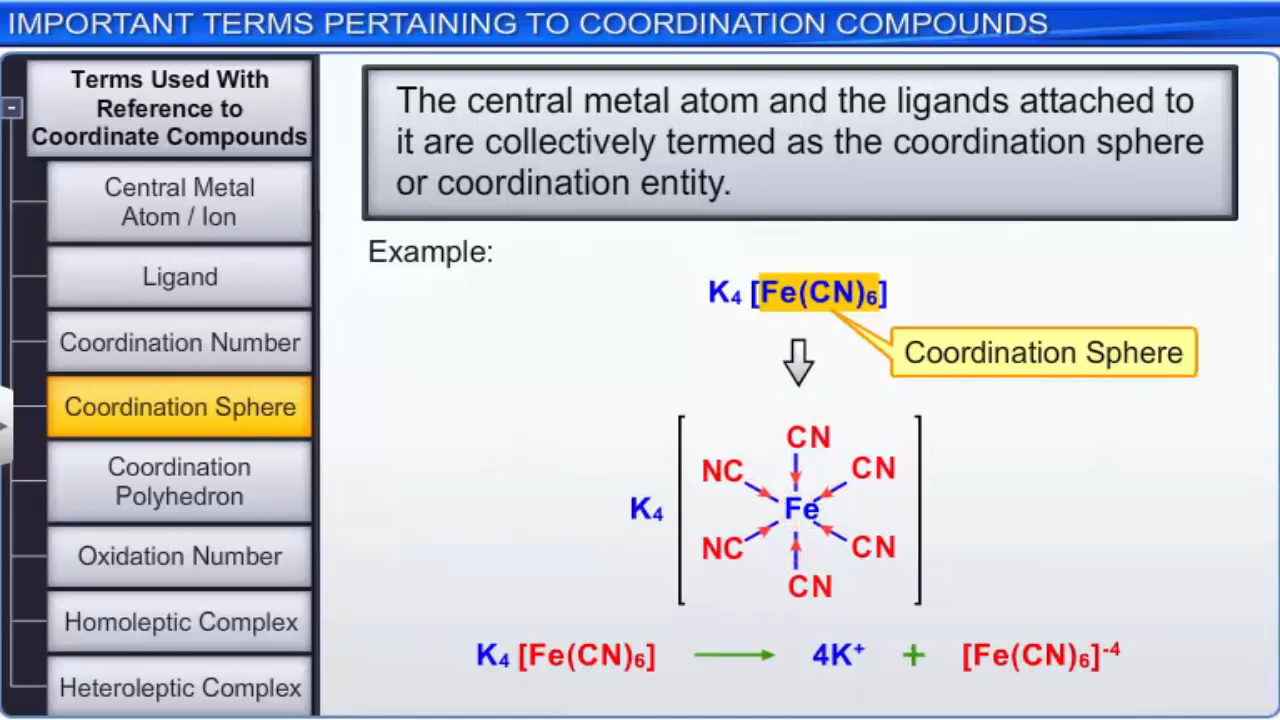 IMPORTANT TERMS PERTAINING TO COORDINATION COMPOUNDS
Terms Used With
Reference to
Coordinate Compounds
Central Metal
Atom / Ion
Ligand
Coordination Number
Coordination Sphere
Coordination
Polyhedron
Oxidation Number
Homoleptic Complex
Heteroleptic Complex
The central metal atom and the ligands attached to
it are collectively termed as the coordination sphere
or coordination entity.
Example:
K₄ [Fe(CN)₆]
Coordination Sphere
CN
NC CN
K₄ Fe
NC CN
CN
K₄ [Fe(CN)₆] → 4K⁺ + [Fe(CN)₆]⁻⁴